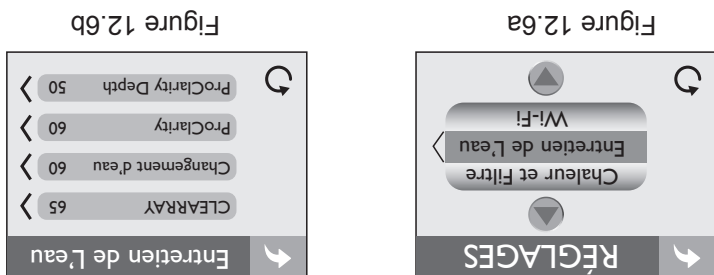 RÉGLAGES
Chaleur et Filtre
Entretien de L'eau
Wi-Fi
Figure 12.6a
Entretien de L'eau
CLEARRAY 65
Changement d'eau 60
ProClarity 60
ProClarity Depth 50
Figure 12.6b